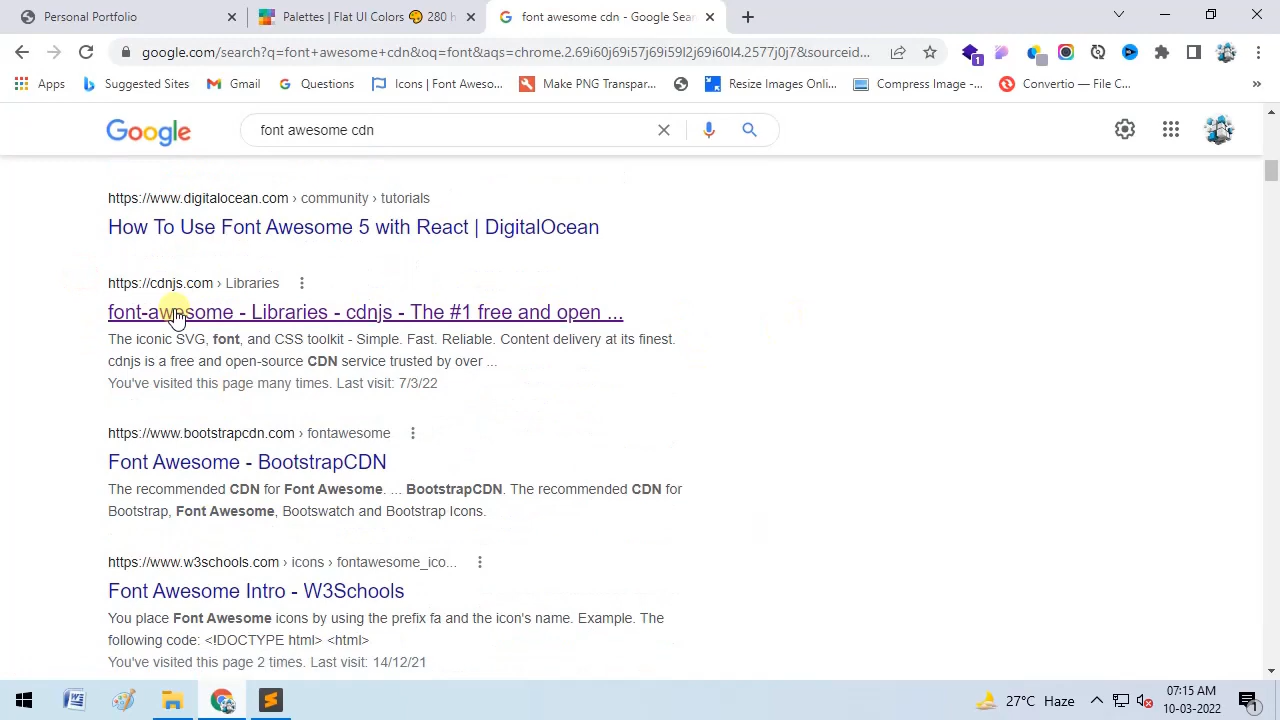 Personal Portfolio
Palettes | Flat UI Colors 🎨 280 h
font awesome cdn - Google Sear
google.com/search?q=font+awesome+cdn&oq=font&aqs=chrome.2.69i60j69i57j69i59l2j69i60l4.2577j0j7&sourceid...
1
Apps
Suggested Sites
Gmail
Questions
Icons | Font Aweso...
Make PNG Transpar...
Resize Images Onli...
Compress Image -...
Convertio — File C...
»
Google
font awesome cdn
https://www.digitalocean.com › community › tutorials
How To Use Font Awesome 5 with React | DigitalOcean
https://cdnjs.com › Libraries
font-awesome - Libraries - cdnjs - The #1 free and open ...
The iconic SVG, font, and CSS toolkit - Simple. Fast. Reliable. Content delivery at its finest.
cdnjs is a free and open-source CDN service trusted by over ...
You've visited this page many times. Last visit: 7/3/22
https://www.bootstrapcdn.com › fontawesome
Font Awesome - BootstrapCDN
The recommended CDN for Font Awesome. ... BootstrapCDN. The recommended CDN for
Bootstrap, Font Awesome, Bootswatch and Bootstrap Icons.
https://www.w3schools.com › icons › fontawesome_ico...
Font Awesome Intro - W3Schools
You place Font Awesome icons by using the prefix fa and the icon's name. Example. The
following code: <!DOCTYPE html> <html>
You've visited this page 2 times. Last visit: 14/12/21
27°C Haze
07:15 AM
10-03-2022
1